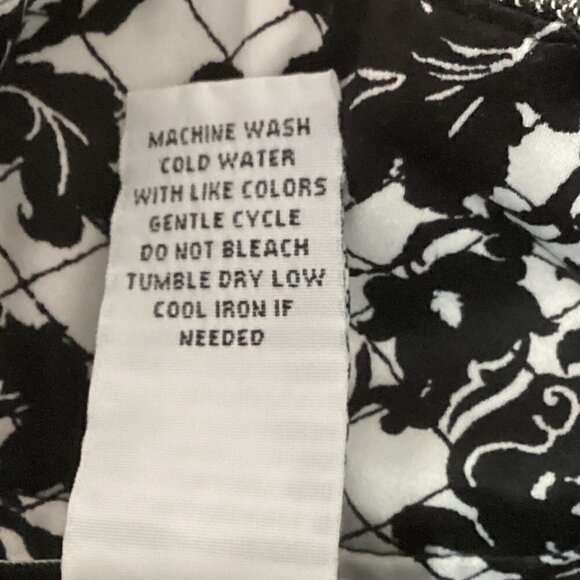 MACHINE WASH
COLD WATER
WITH LIKE COLORS
GENTLE CYCLE
DO NOT BLEACH
TUMBLE DRY LOW
COOL IRON IF
NEEDED